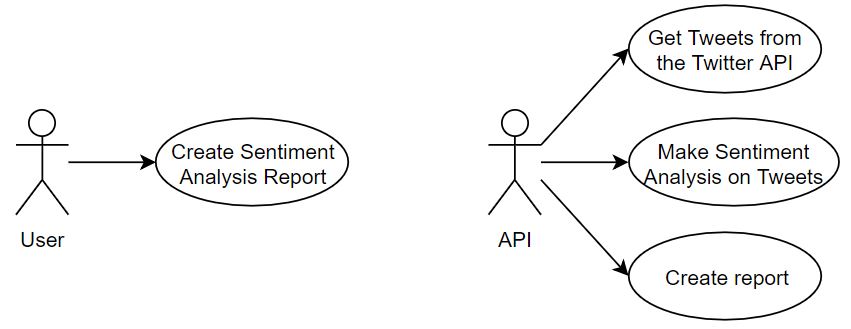 Create Sentiment
Analysis Report
User
Get Tweets from
the Twitter API
Make Sentiment
Analysis on Tweets
API
Create report